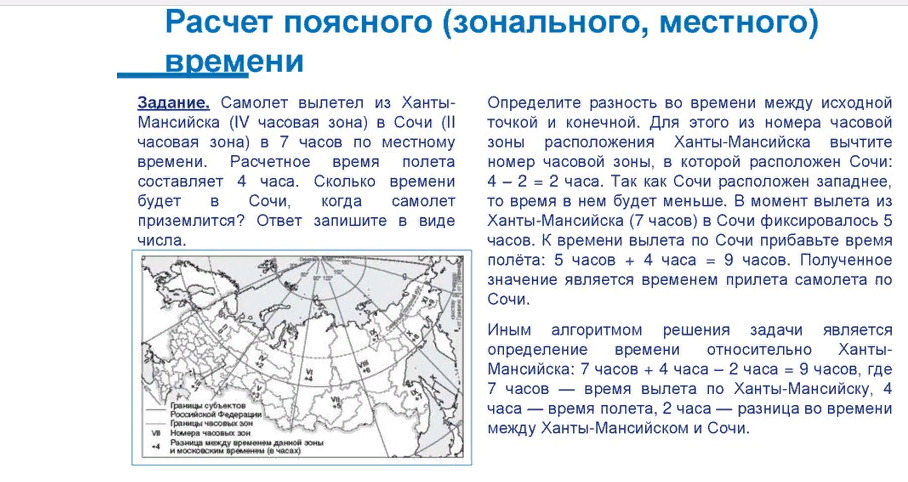 Расчет поясного (зонального, местного)
времени
Задание. Самолет вылетел из Ханты-
Мансийска (IV часовая зона) в Сочи (II
часовая зона) в 7 часов по местному
времени. Расчетное время полета
составляет 4 часа. Сколько времени
будет в Сочи, когда самолет
приземлится? Ответ запишите в виде
числа.
Границы субъектов
Российской Федерации
Границы часовых зон
VII Номера часовых зон
+4 Разница между временем данной зоны
и московским временем (в часах)
Определите разность во времени между исходной
точкой и конечной. Для этого из номера часовой
зоны расположения Ханты-Мансийска вычтите
номер часовой зоны, в которой расположен Сочи:
4 – 2 = 2 часа. Так как Сочи расположен западнее,
то время в нем будет меньше. В момент вылета из
Ханты-Мансийска (7 часов) в Сочи фиксировалось 5
часов. К времени вылета по Сочи прибавьте время
полёта: 5 часов + 4 часа = 9 часов. Полученное
значение является временем прилета самолета по
Сочи.
Иным алгоритмом решения задачи является
определение времени относительно Ханты-
Мансийска: 7 часов + 4 часа – 2 часа = 9 часов, где
7 часов — время вылета по Ханты-Мансийску, 4
часа — время полета, 2 часа — разница во времени
между Ханты-Мансийском и Сочи.